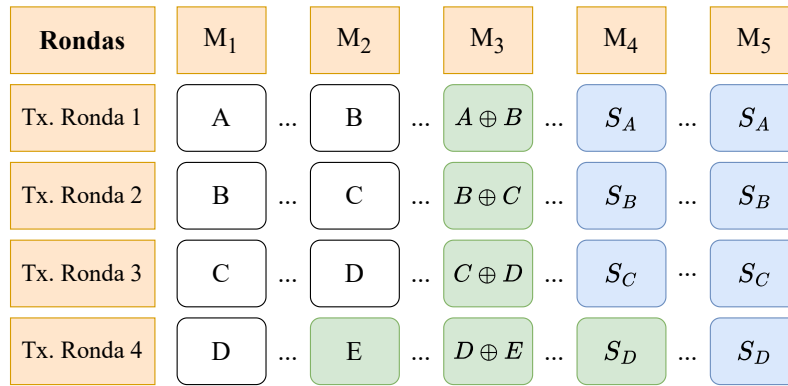 Rondas M₁ M₂ M₃ M₄ M₅
Tx. Ronda 1 A ... B ... A ⊕ B ... S_A ... S_A
Tx. Ronda 2 B ... C ... B ⊕ C ... S_B ... S_B
Tx. Ronda 3 C ... D ... C ⊕ D ... S_C ... S_C
Tx. Ronda 4 D ... E ... D ⊕ E ... S_D ... S_D